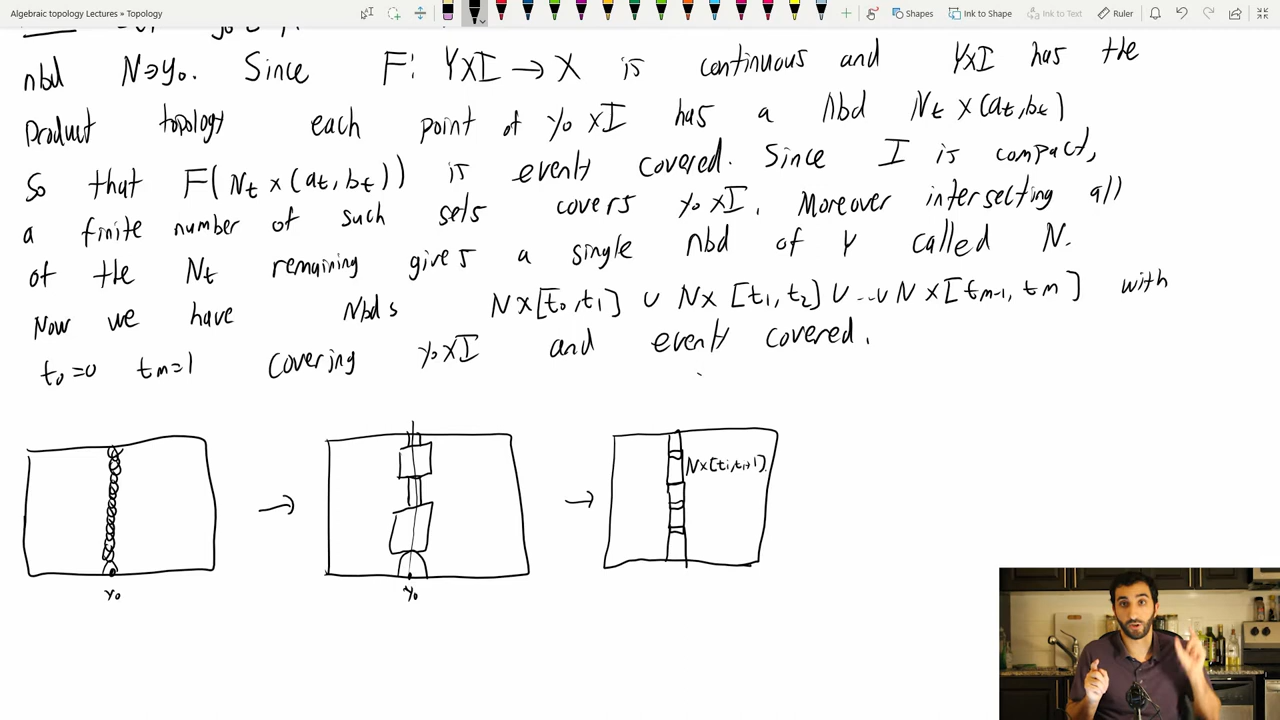 Algebraic topology Lectures » Topology
Shapes Ink to Shape Ink to Text Ruler
nbd N∋y₀. Since F: Y×I → X is continuous and Y×I has the
Product topology each point of y₀ × I has a Nbd Nₜ × (aₜ, bₜ)
So that F(Nₜ × (aₜ, bₜ)) is evenly covered. Since I is compact,
a finite number of such sets covers y₀ × I. Moreover intersecting all
of the Nₜ remaining gives a single nbd of Y called N.
Now we have Nbds N×[t₀,t₁] ∪ N×[t₁,t₂] ∪ ... ∪ N×[tₘ₋₁, tₘ] with
t₀=0 tₘ=1 covering y₀×I and evenly covered.
N×[tᵢ,tᵢ₊₁].
y₀
y₀